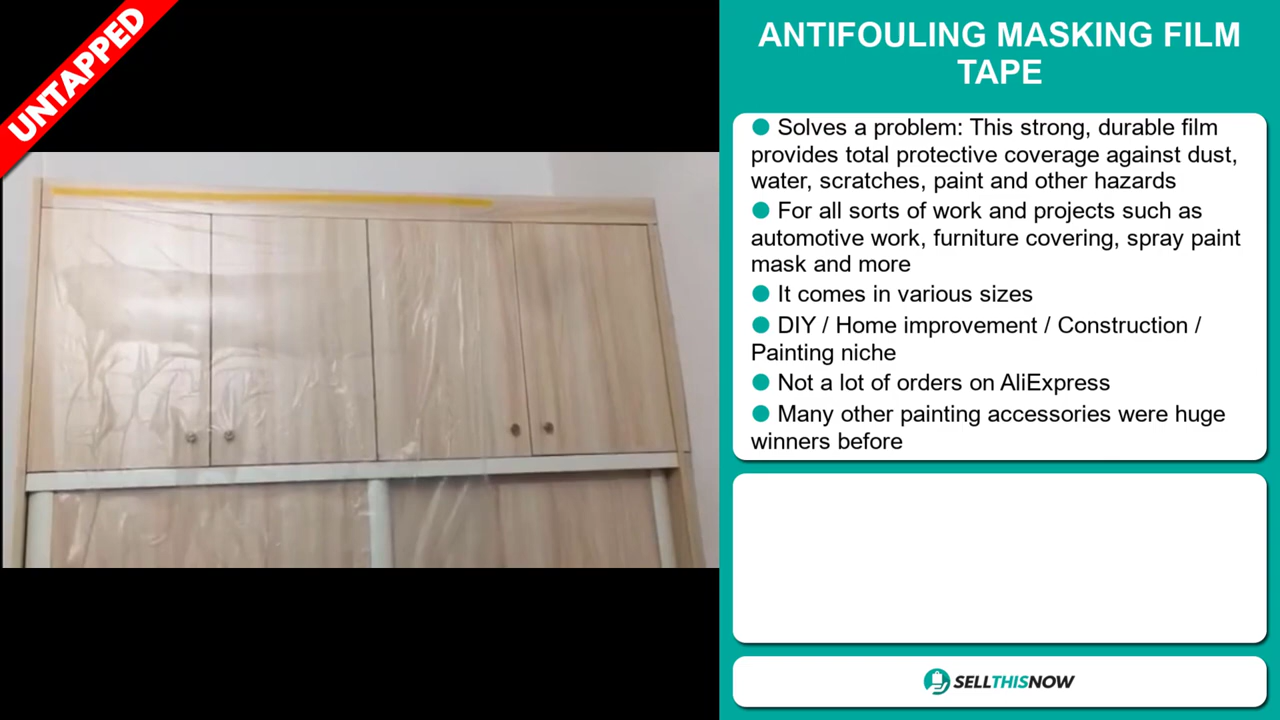 UNTAPPED
ANTIFOULING MASKING FILM
TAPE
● Solves a problem: This strong, durable film
provides total protective coverage against dust,
water, scratches, paint and other hazards
● For all sorts of work and projects such as
automotive work, furniture covering, spray paint
mask and more
● It comes in various sizes
● DIY / Home improvement / Construction /
Painting niche
● Not a lot of orders on AliExpress
● Many other painting accessories were huge
winners before
SELLTHISNOW